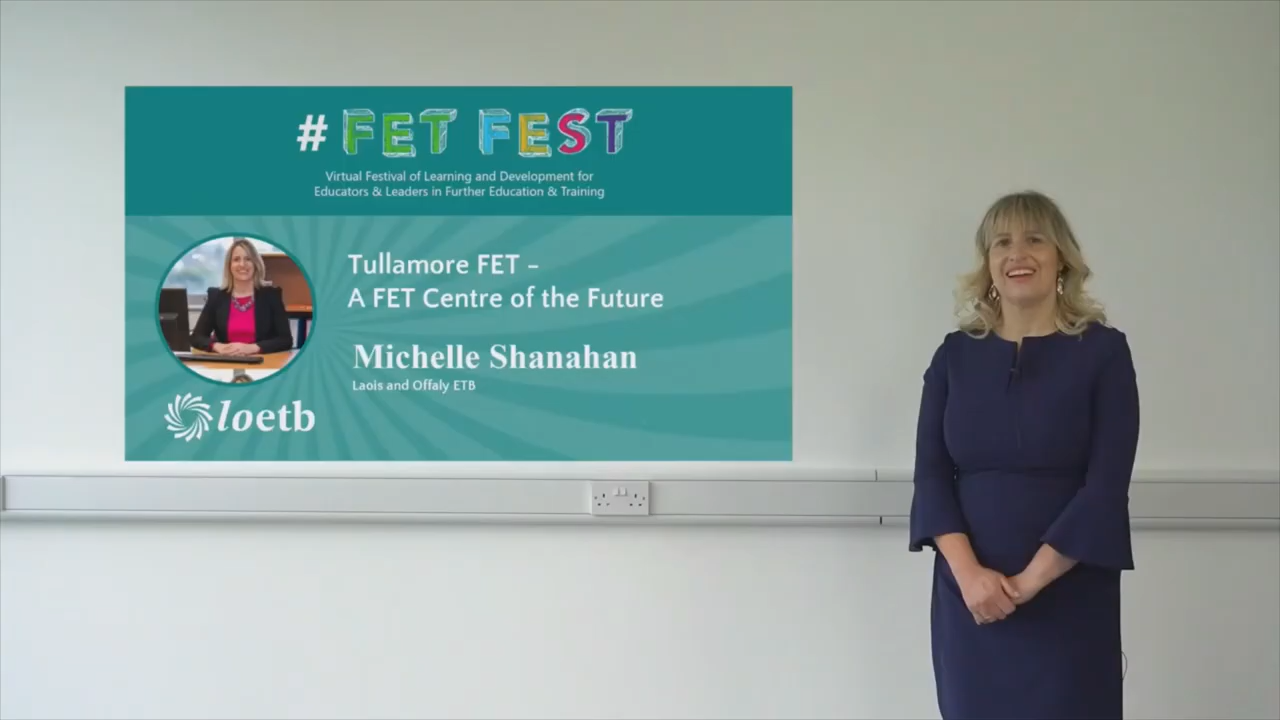 # FET FEST
Virtual Festival of Learning and Development for
Educators & Leaders in Further Education & Training
Tullamore FET –
A FET Centre of the Future
Michelle Shanahan
Laois and Offaly ETB
loetb